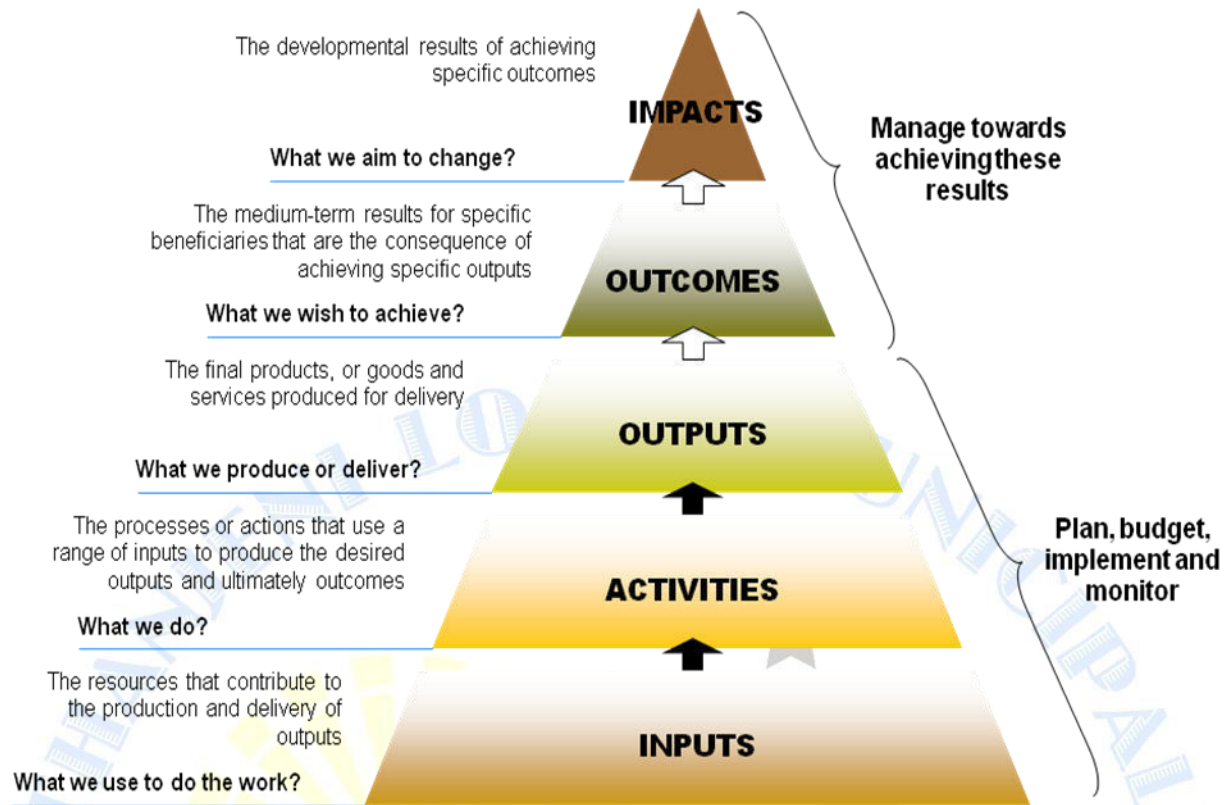 The developmental results of achieving
specific outcomes
IMPACTS
What we aim to change?
Manage towards
achieving these
results
The medium-term results for specific
beneficiaries that are the consequence of
achieving specific outputs
OUTCOMES
What we wish to achieve?
The final products, or goods and
services produced for delivery
OUTPUTS
What we produce or deliver?
The processes or actions that use a
range of inputs to produce the desired
outputs and ultimately outcomes
ACTIVITIES
What we do?
Plan, budget,
implement and
monitor
The resources that contribute to
the production and delivery of
outputs
INPUTS
What we use to do the work?